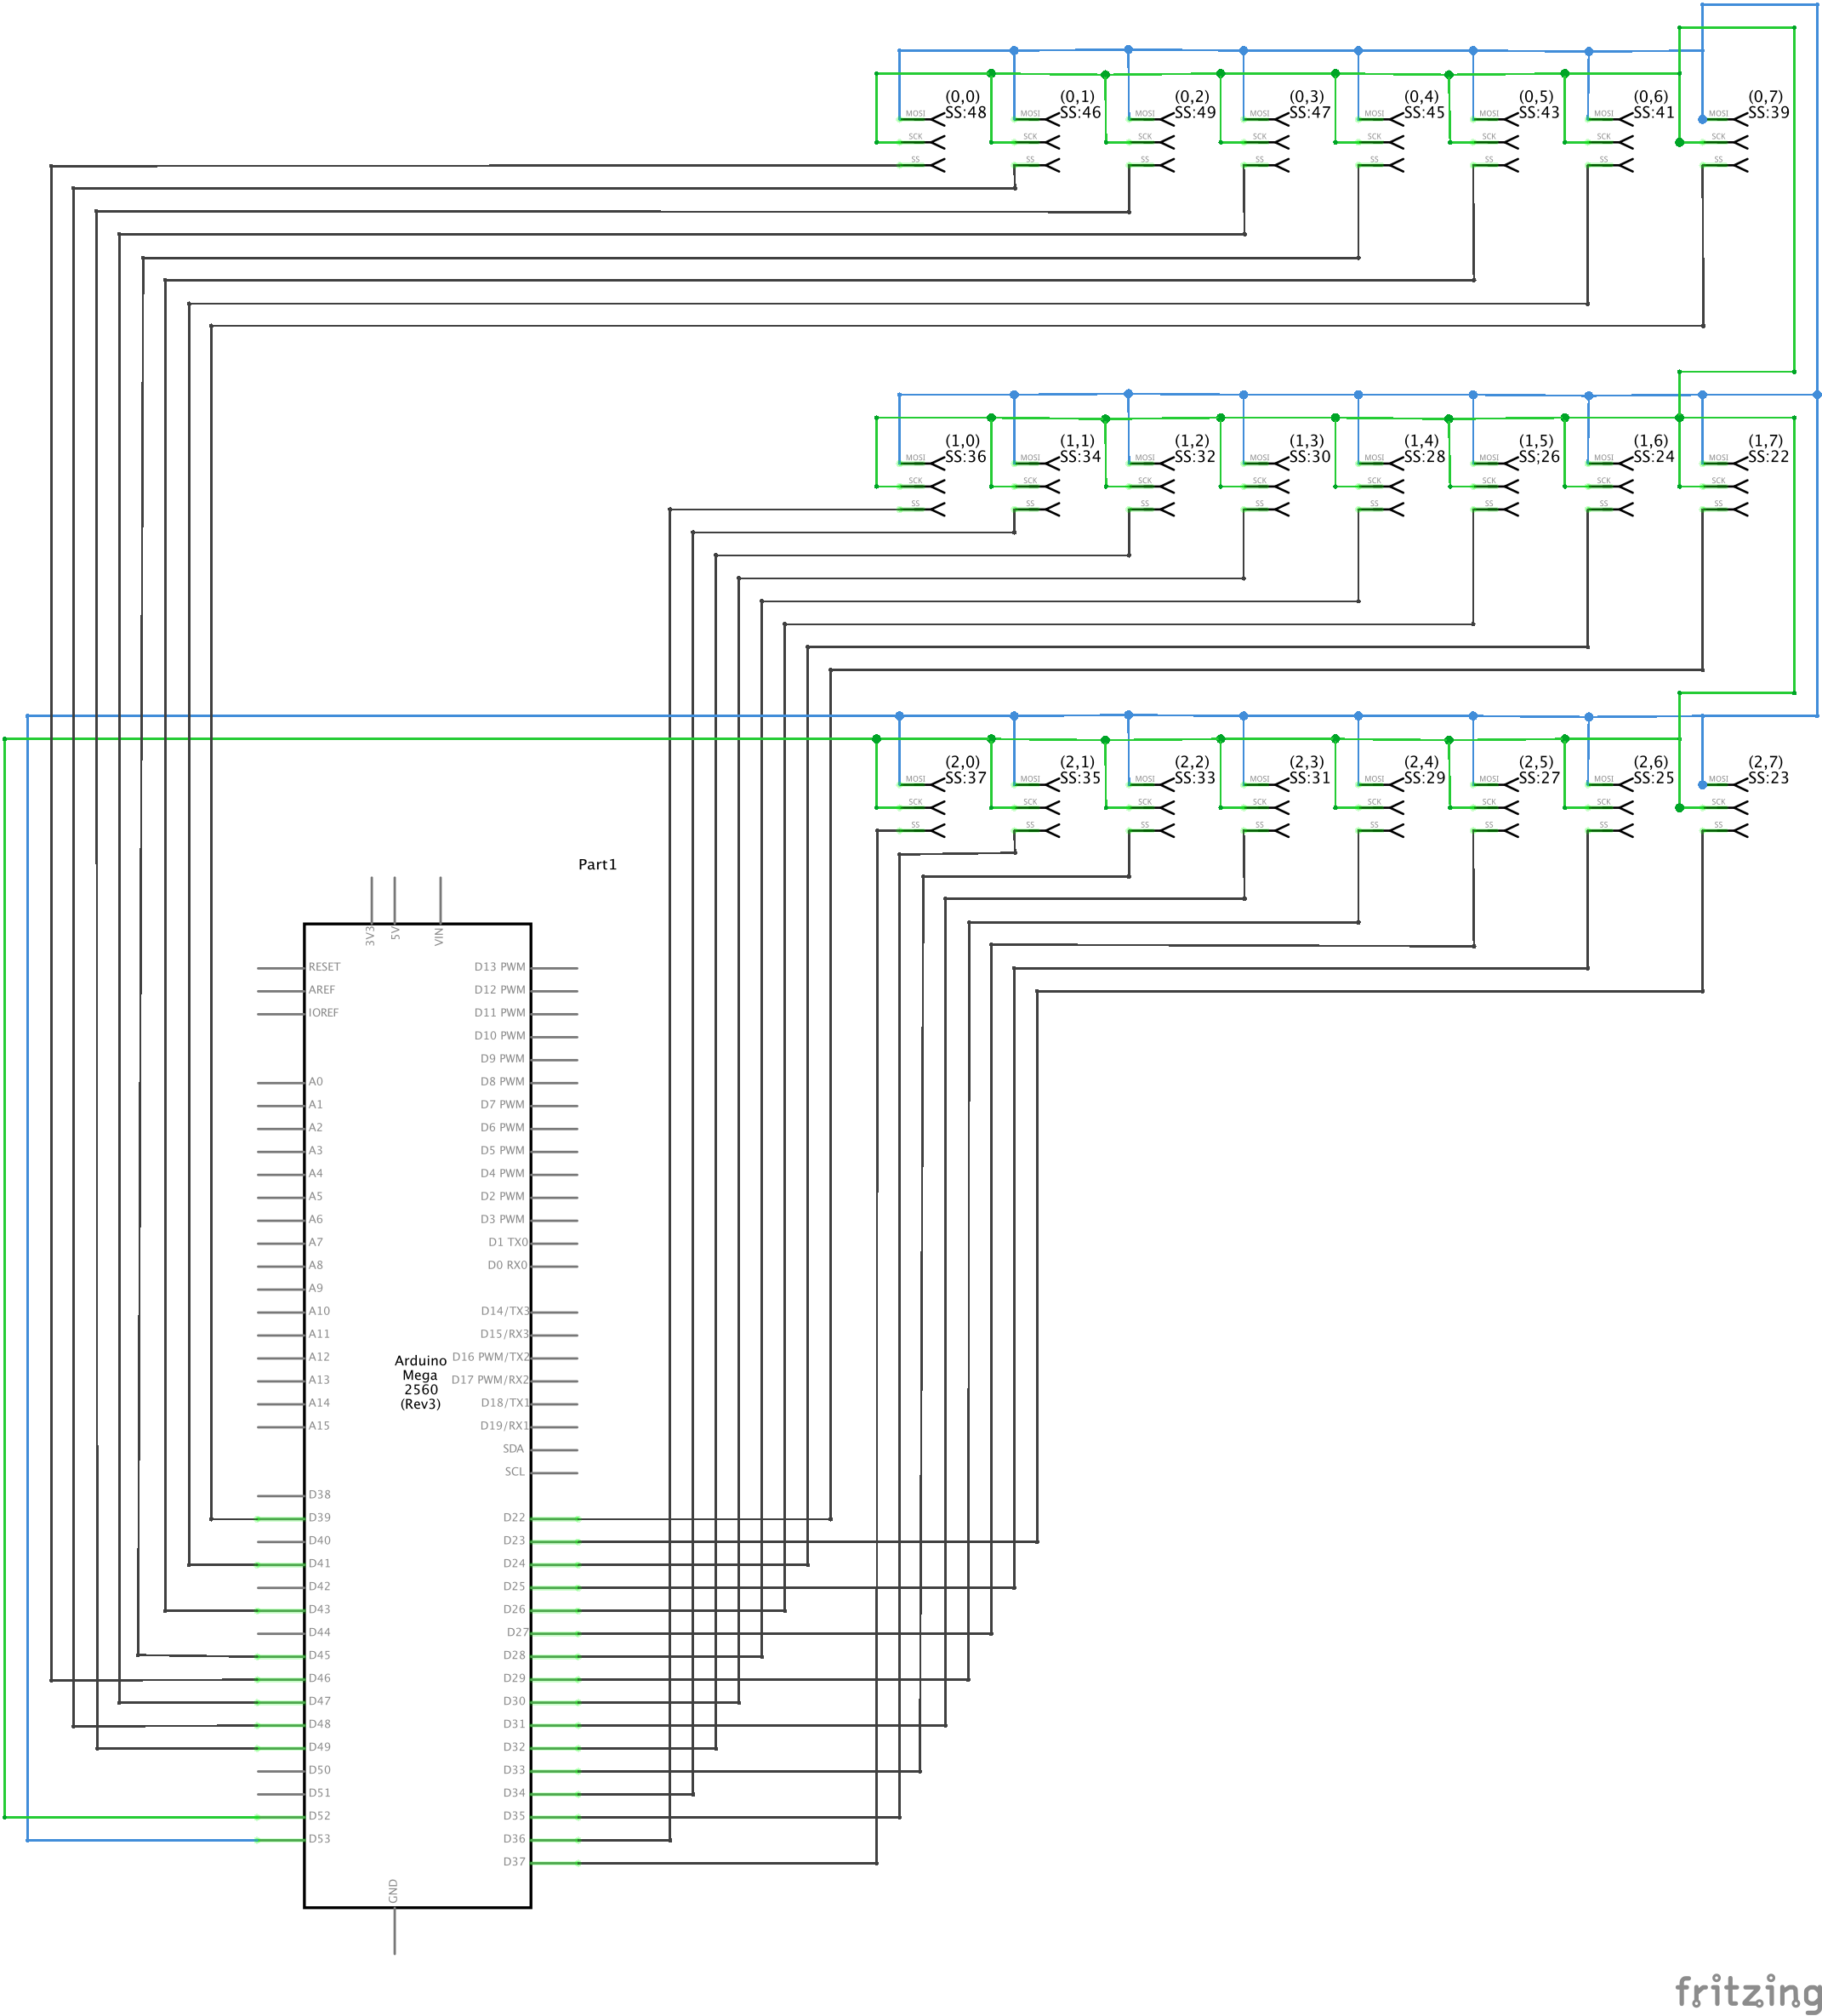 (0,0) (0,1) (0,2) (0,3) (0,4) (0,5) (0,6) (0,7)
SS:48 SS:46 SS:49 SS:47 SS:45 SS:43 SS:41 SS:39
MOSI MOSI MOSI MOSI MOSI MOSI MOSI MOSI
SCK SCK SCK SCK SCK SCK SCK SCK
SS SS SS SS SS SS SS SS
(1,0) (1,1) (1,2) (1,3) (1,4) (1,5) (1,6) (1,7)
SS:36 SS:34 SS:32 SS:30 SS:28 SS;26 SS:24 SS:22
MOSI MOSI MOSI MOSI MOSI MOSI MOSI MOSI
SCK SCK SCK SCK SCK SCK SCK SCK
SS SS SS SS SS SS SS SS
(2,0) (2,1) (2,2) (2,3) (2,4) (2,5) (2,6) (2,7)
SS:37 SS:35 SS:33 SS:31 SS:29 SS:27 SS:25 SS:23
MOSI MOSI MOSI MOSI MOSI MOSI MOSI MOSI
SCK SCK SCK SCK SCK SCK SCK SCK
SS SS SS SS SS SS SS SS
Part1
3V3 5V VIN
RESET D13 PWM
AREF D12 PWM
IOREF D11 PWM
D10 PWM
D9 PWM
A0 D8 PWM
A1 D7 PWM
A2 D6 PWM
A3 D5 PWM
A4 D4 PWM
A5 D2 PWM
A6 D3 PWM
A7 D1 TX0
A8 D0 RX0
A9
A10 D14/TX3
A11 D15/RX3
A12 D16 PWM/TX2
A13 D17 PWM/RX2
A14 D18/TX1
A15 D19/RX1
Arduino
Mega
2560
(Rev3)
SDA
SCL
D38
D39 D22
D40 D23
D41 D24
D42 D25
D43 D26
D44 D27
D45 D28
D46 D29
D47 D30
D48 D31
D49 D32
D50 D33
D51 D34
D52 D35
D53 D36
D37
GND
fritzing